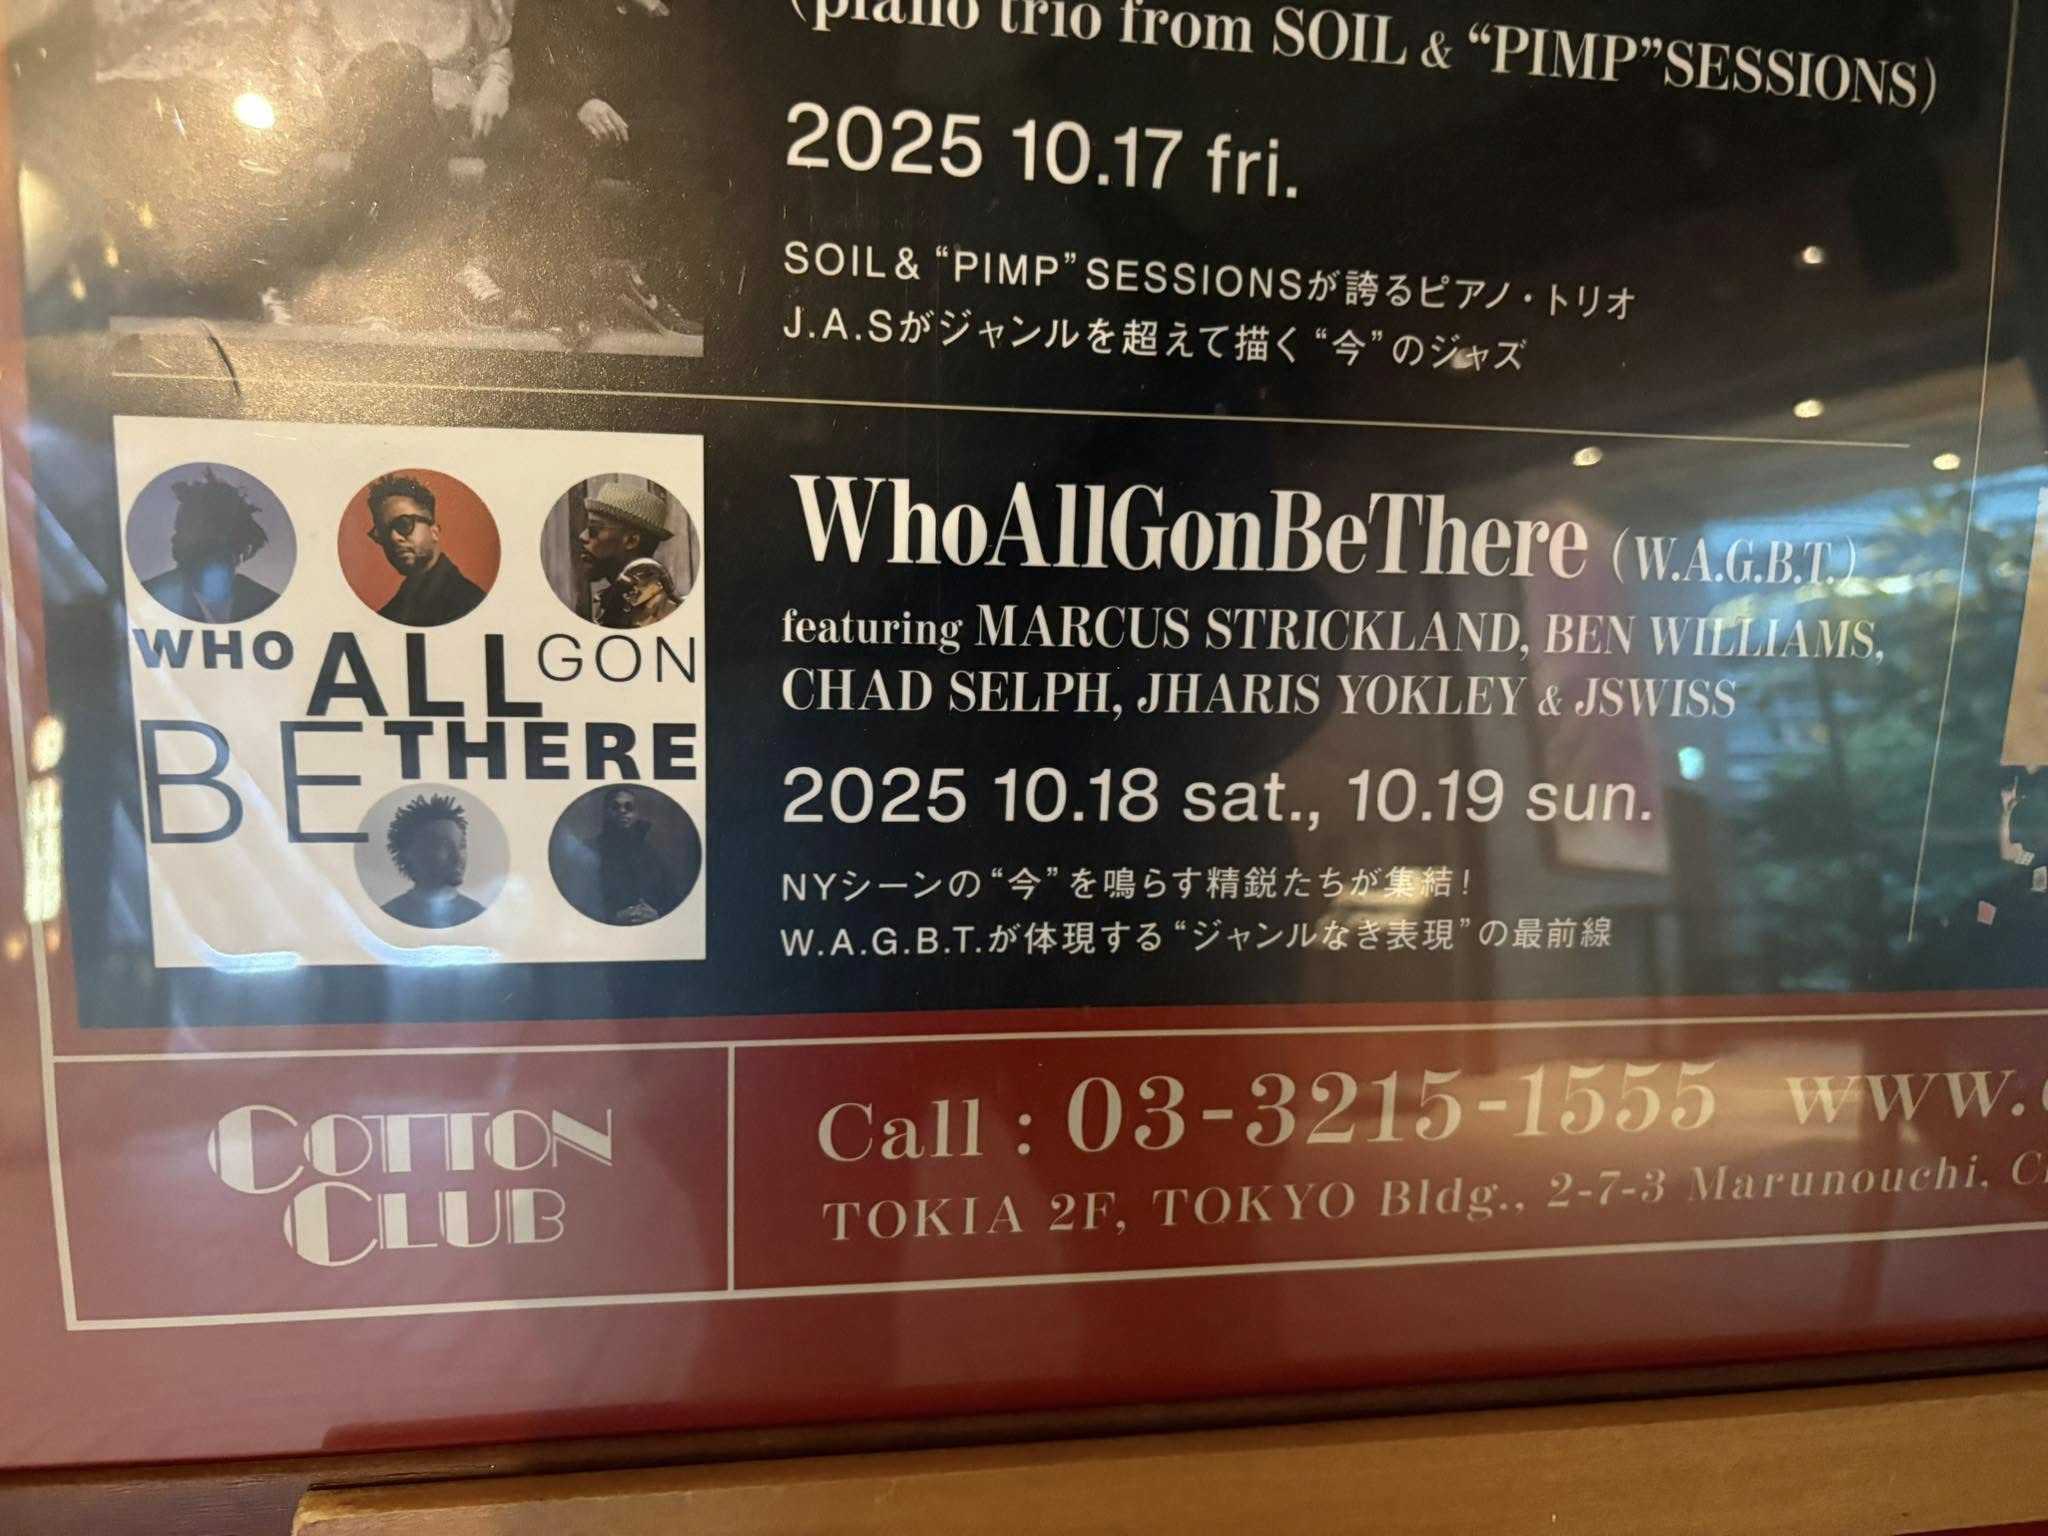 (piano trio from SOIL & “PIMP”SESSIONS)
2025 10.17 fri.
SOIL& “PIMP” SESSIONSが誇るピアノ・トリオ
J.A.Sがジャンルを超えて描く“今”のジャズ
WHO ALL GON
BE THERE
WhoAllGonBeThere (W.A.G.B.T.)
featuring MARCUS STRICKLAND, BEN WILLIAMS,
CHAD SELPH, JHARIS YOKLEY & JSWISS
2025 10.18 sat., 10.19 sun.
NYシーンの“今”を鳴らす精鋭たちが集結!
W.A.G.B.T.が体現する“ジャンルなき表現”の最前線
COTTON
CLUB
Call : 03-3215-1555 www.
TOKIA 2F, TOKYO Bldg., 2-7-3 Marunouchi,